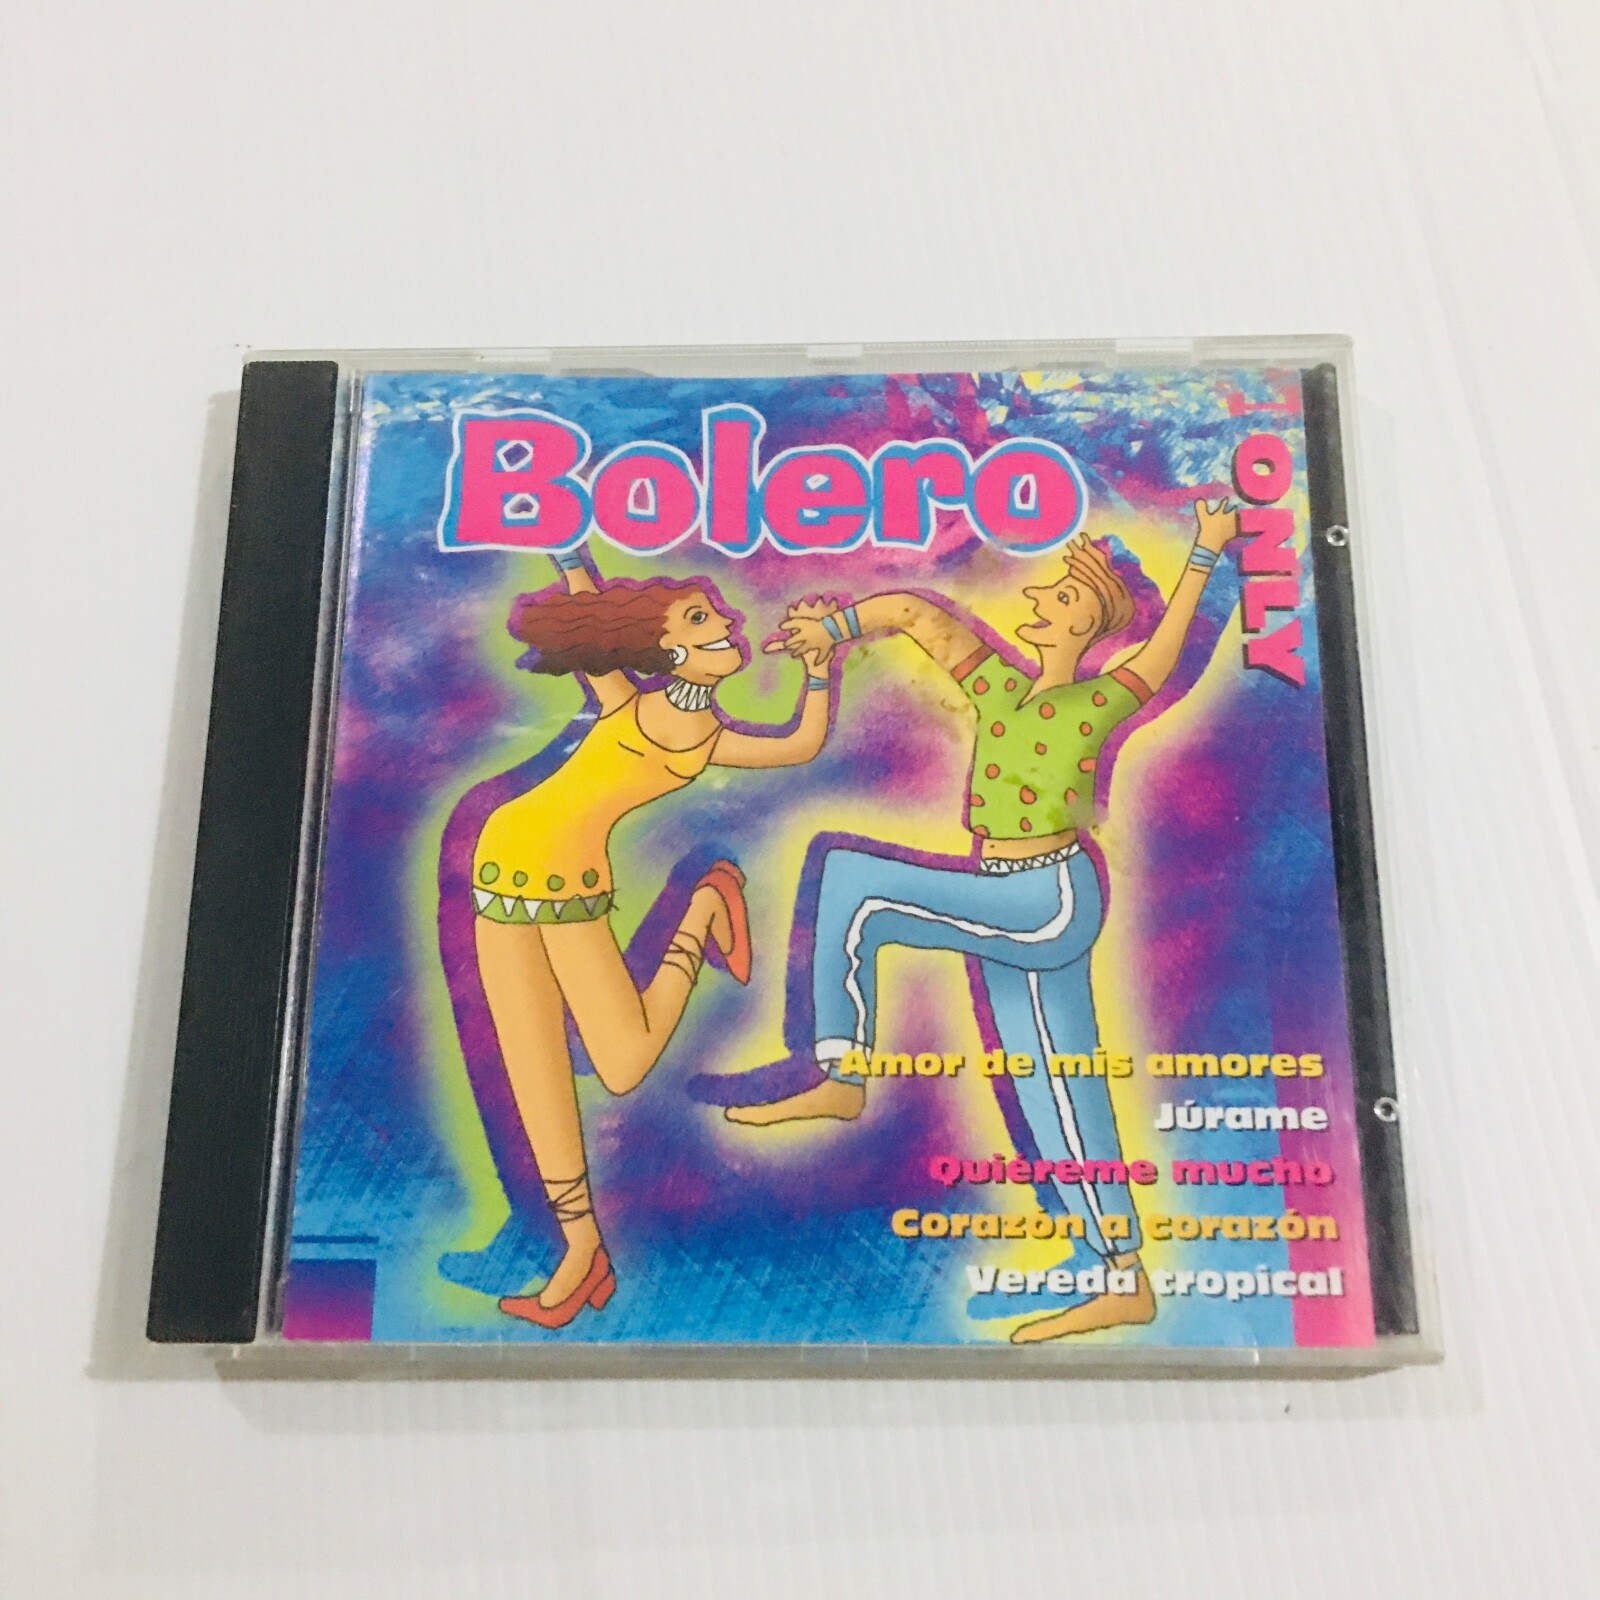 Bolero
ONLY
Amor de mis amores
Júrame
Quiéreme mucho
Corazón a corazón
Vereda tropical